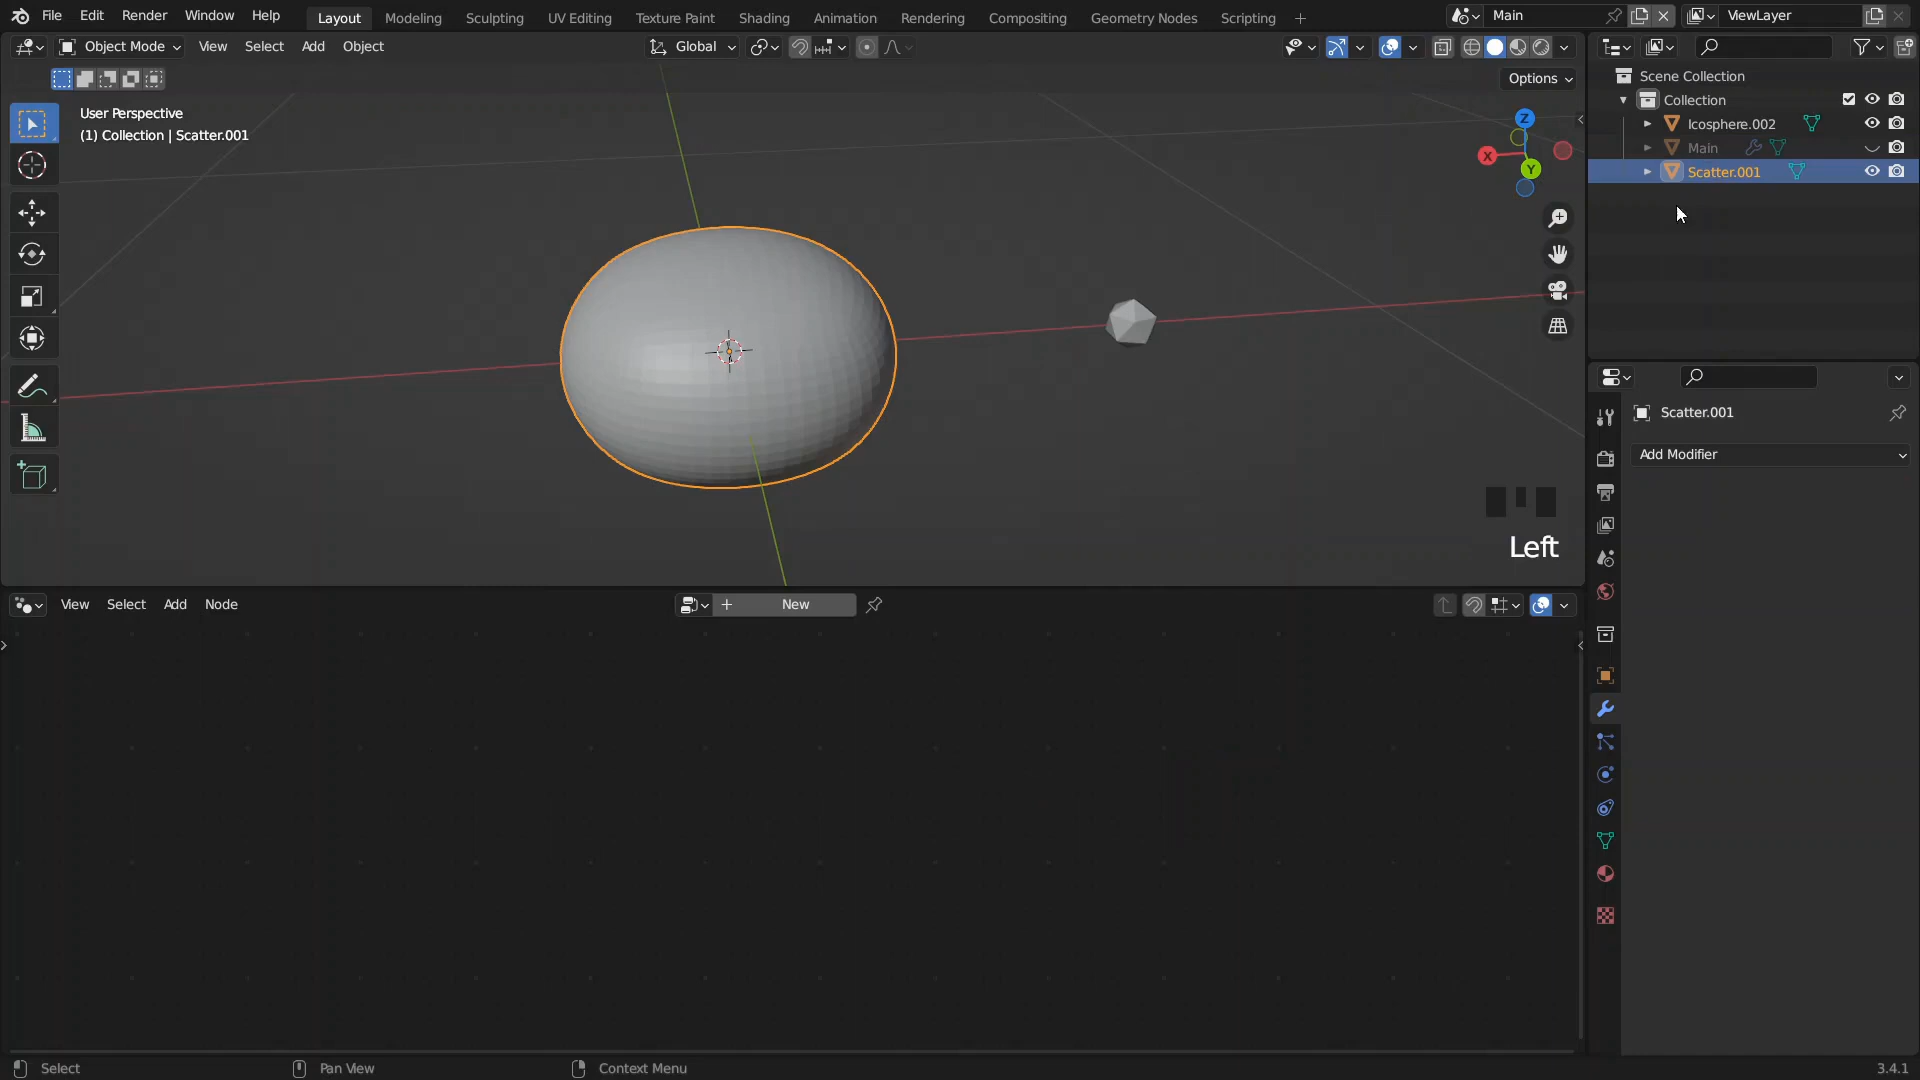 File Edit Render Window Help Layout Modeling Sculpting UV Editing Texture Paint Shading Animation Rendering Compositing Geometry Nodes Scripting Main ViewLayer
Object Mode View Select Add Object Global
Options
User Perspective
(1) Collection | Scatter.001
Z
X
Y
Left
Scene Collection
Collection
Icosphere.002
Main
Scatter.001
Scatter.001
Add Modifier
View Select Add Node New
Select Pan View Context Menu 3.4.1